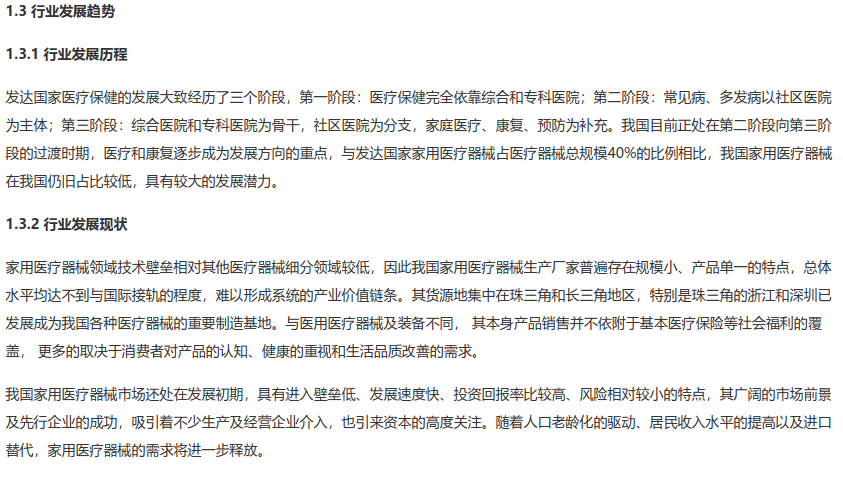 1.3 行业发展趋势
1.3.1 行业发展历程
发达国家医疗保健的发展大致经历了三个阶段，第一阶段：医疗保健完全依靠综合和专科医院；第二阶段：常见病、多发病以社区医院
为主体；第三阶段：综合医院和专科医院为骨干，社区医院为分支，家庭医疗、康复、预防为补充。我国目前正处在第二阶段向第三阶
段的过渡时期，医疗和康复逐步成为发展方向的重点，与发达国家家用医疗器械占医疗器械总规模40%的比例相比，我国家用医疗器械
在我国仍旧占比较低，具有较大的发展潜力。
1.3.2 行业发展现状
家用医疗器械领域技术壁垒相对其他医疗器械细分领域较低，因此我国家用医疗器械生产厂家普遍存在规模小、产品单一的特点，总体
水平均达不到与国际接轨的程度，难以形成系统的产业价值链条。其货源地集中在珠三角和长三角地区，特别是珠三角的浙江和深圳已
发展成为我国各种医疗器械的重要制造基地。与医用医疗器械及装备不同， 其本身产品销售并不依附于基本医疗保险等社会福利的覆
盖， 更多的取决于消费者对产品的认知、健康的重视和生活品质改善的需求。
我国家用医疗器械市场还处在发展初期，具有进入壁垒低、发展速度快、投资回报率比较高、风险相对较小的特点，其广阔的市场前景
及先行企业的成功，吸引着不少生产及经营企业介入，也引来资本的高度关注。随着人口老龄化的驱动、居民收入水平的提高以及进口
替代，家用医疗器械的需求将进一步释放。